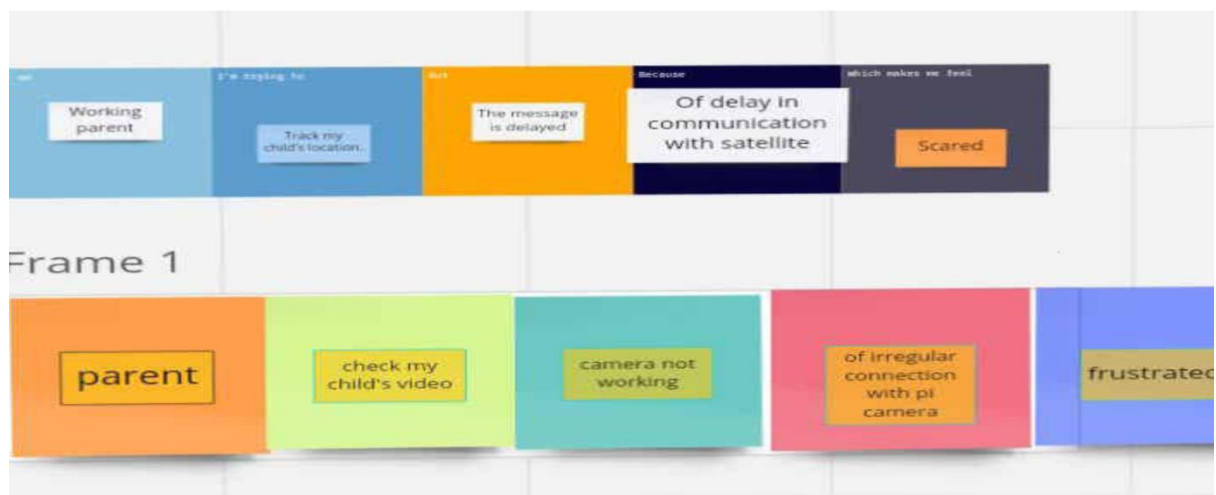 I'm trying to
But
Because
Which makes me feel
Working
parent
Track my
child's location.
The message
is delayed
Of delay in
communication
with satellite
Scared
Frame 1
parent
check my
child's video
camera not
working
of irregular
connection
with pi
camera
frustrated